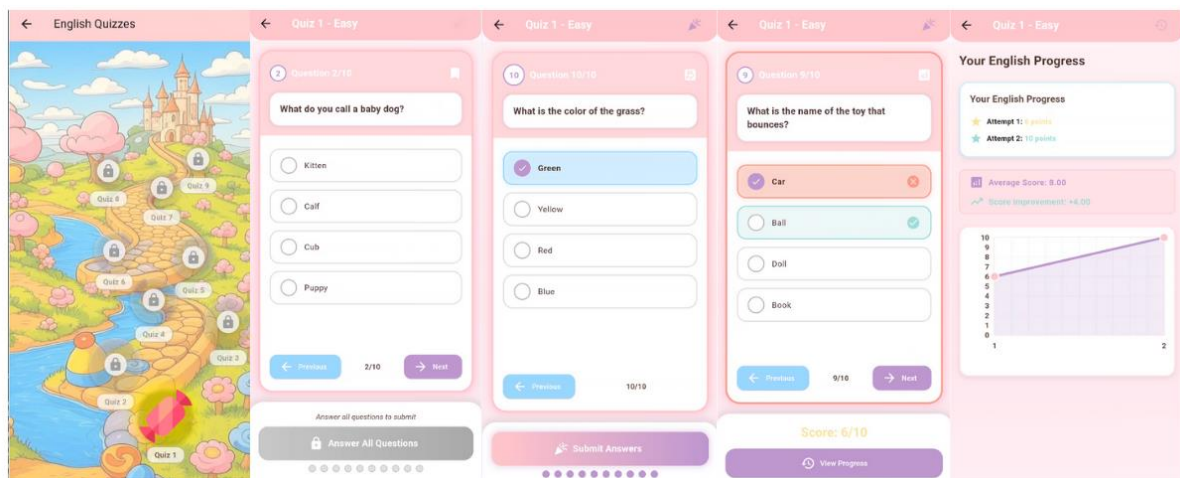 English Quizzes
Quiz 9
Quiz 8
Quiz 7
Quiz 6
Quiz 5
Quiz 4
Quiz 3
Quiz 2
Quiz 1
Quiz 1 - Easy
2 Question 2/10
What do you call a baby dog?
Kitten
Calf
Cub
Puppy
Previous 2/10 Next
Answer all questions to submit
Answer All Questions
Quiz 1 - Easy
10 Question 10/10
What is the color of the grass?
Green
Yellow
Red
Blue
Previous 10/10
Submit Answers
Quiz 1 - Easy
9 Question 9/10
What is the name of the toy that
bounces?
Car
Ball
Doll
Book
Previous 9/10 Next
Score: 6/10
View Progress
Quiz 1 - Easy
Your English Progress
Your English Progress
Attempt 1: 6 points
Attempt 2: 10 points
Average Score: 8.00
Score Improvement: +4.00
10
9
8
7
6
5
4
3
2
1
0
1 2